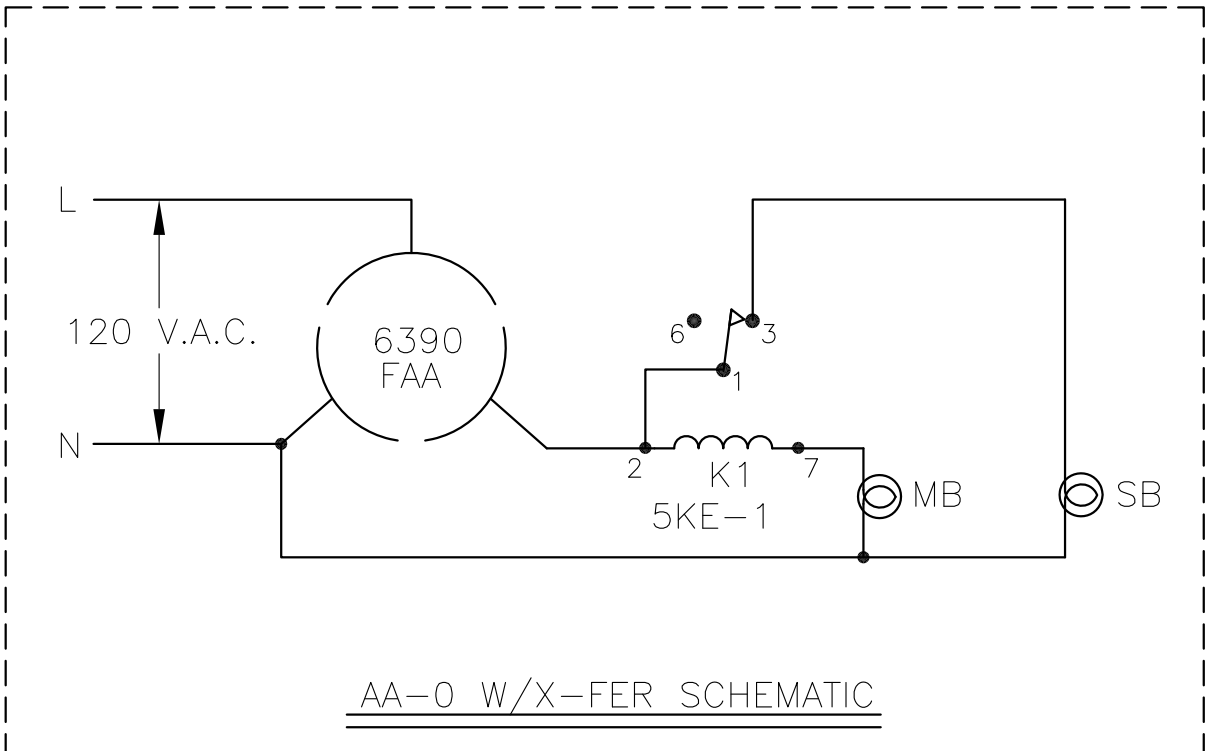 L
120 V.A.C.
N
6390
FAA
6
3
1
2
K1
7
5KE-1
MB
SB
AA-0 W/X-FER SCHEMATIC